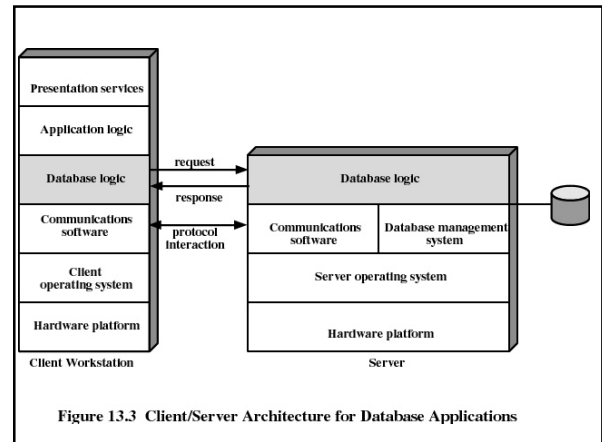 Presentation services
Application logic
Database logic
Communications
software
Client
operating system
Hardware platform
Client Workstation
request
response
protocol
interaction
Database logic
Communications
software
Database management
system
Server operating system
Hardware platform
Server
Figure 13.3 Client/Server Architecture for Database Applications